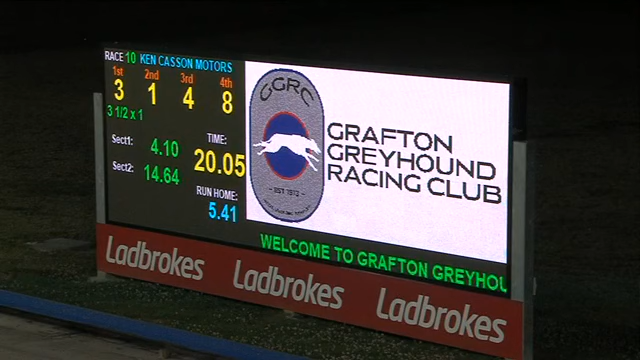 RACE 10 KEN CASSON MOTORS
1st 2nd 3rd 4th
3 1 4 8
3 1/2 x 1
Sect1: 4.10
Sect2: 14.64
TIME:
20.05
RUN HOME:
5.41
GGRC
EST 1912
GRAFTON
GREYHOUND
RACING CLUB
WELCOME TO GRAFTON GREYHOU
Ladbrokes Ladbrokes Ladbrokes